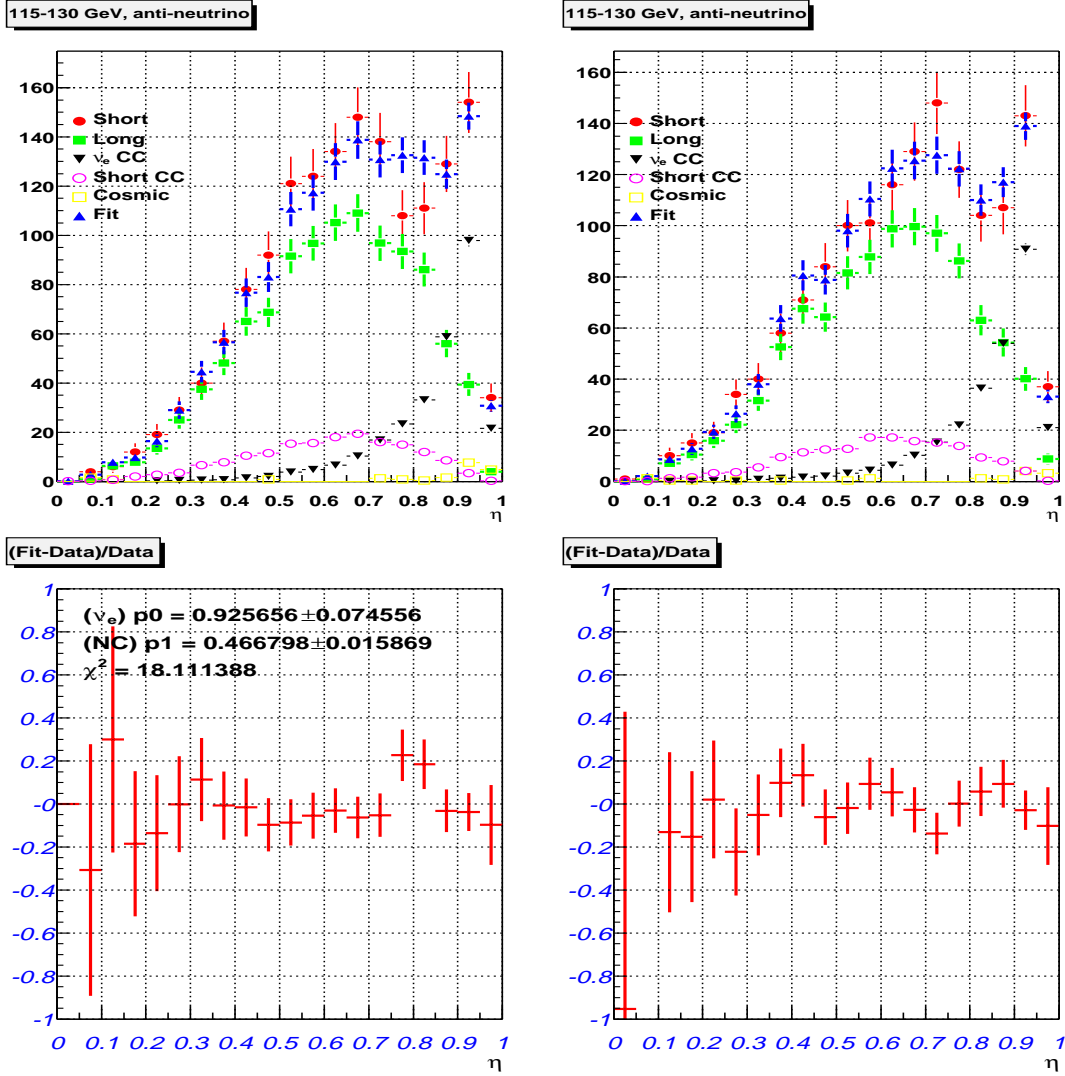 115-130 GeV, anti-neutrino
160
140
120
100
80
60
40
20
0
Short
Long
νe CC
Short CC
Cosmic
Fit
0 0.1 0.2 0.3 0.4 0.5 0.6 0.7 0.8 0.9 1
η
115-130 GeV, anti-neutrino
160
140
120
100
80
60
40
20
0
Short
Long
νe CC
Short CC
Cosmic
Fit
0 0.1 0.2 0.3 0.4 0.5 0.6 0.7 0.8 0.9 1
η
(Fit-Data)/Data
1
0.8
0.6
0.4
0.2
-0
-0.2
-0.4
-0.6
-0.8
-1
(νe) p0 = 0.925656±0.074556
(NC) p1 = 0.466798±0.015869
χ² = 18.111388
0 0.1 0.2 0.3 0.4 0.5 0.6 0.7 0.8 0.9 1
η
(Fit-Data)/Data
1
0.8
0.6
0.4
0.2
-0
-0.2
-0.4
-0.6
-0.8
-1
0 0.1 0.2 0.3 0.4 0.5 0.6 0.7 0.8 0.9 1
η